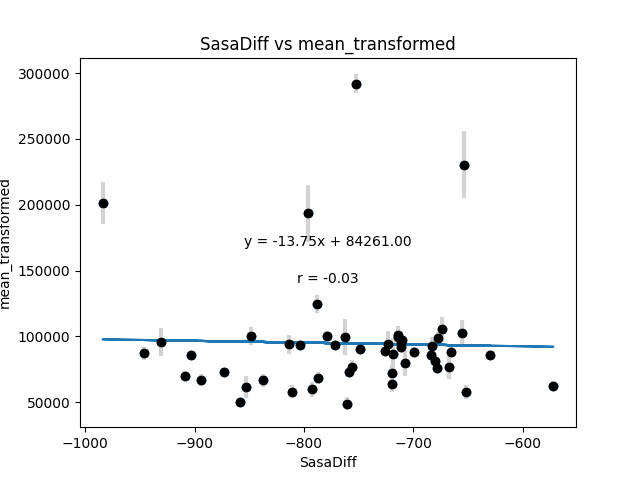 SasaDiff vs mean_transformed
300000
250000
200000
150000
100000
50000
mean_transformed
y = -13.75x + 84261.00
r = -0.03
−1000
−900
−800
−700
−600
SasaDiff